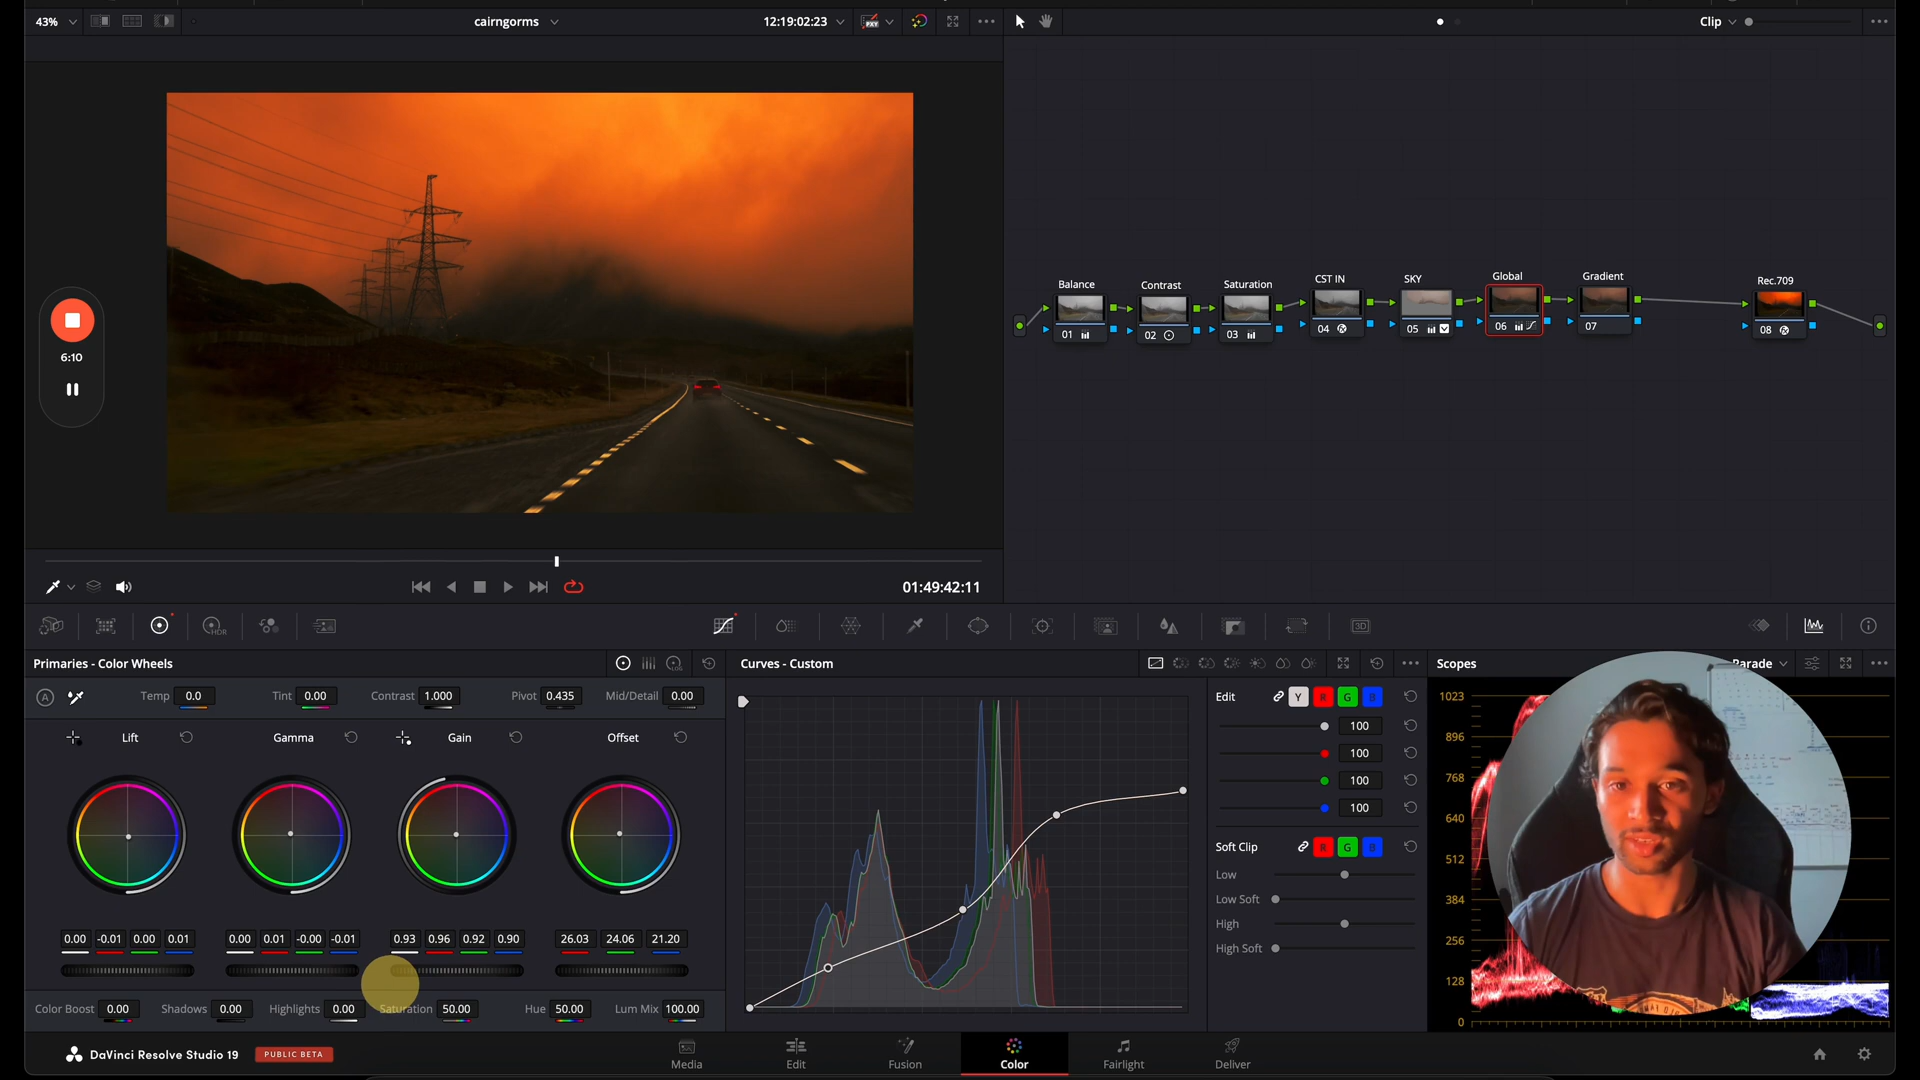 43%
cairngorms
12:19:02:23
Clip
6:10
Balance
Contrast
Saturation
CST IN
SKY
Global
Gradient
Rec.709
01
02
03
04
05
06
07
08
01:49:42:11
HDR
3D
Primaries - Color Wheels
LOG
Curves - Custom
Scopes
Parade
A
Temp 0.0
Tint 0.00
Contrast 1.000
Pivot 0.435
Mid/Detail 0.00
Lift
Gamma
Gain
Offset
0.00 -0.01 0.00 0.01
0.00 0.01 -0.00 -0.01
0.93 0.96 0.92 0.90
26.03 24.06 21.20
Color Boost 0.00
Shadows 0.00
Highlights 0.00
Saturation 50.00
Hue 50.00
Lum Mix 100.00
Edit Y R G B
100
100
100
100
Soft Clip R G B
Low
Low Soft
High
High Soft
1023
896
768
640
512
384
256
128
0
DaVinci Resolve Studio 19
PUBLIC BETA
Media
Edit
Fusion
Color
Fairlight
Deliver